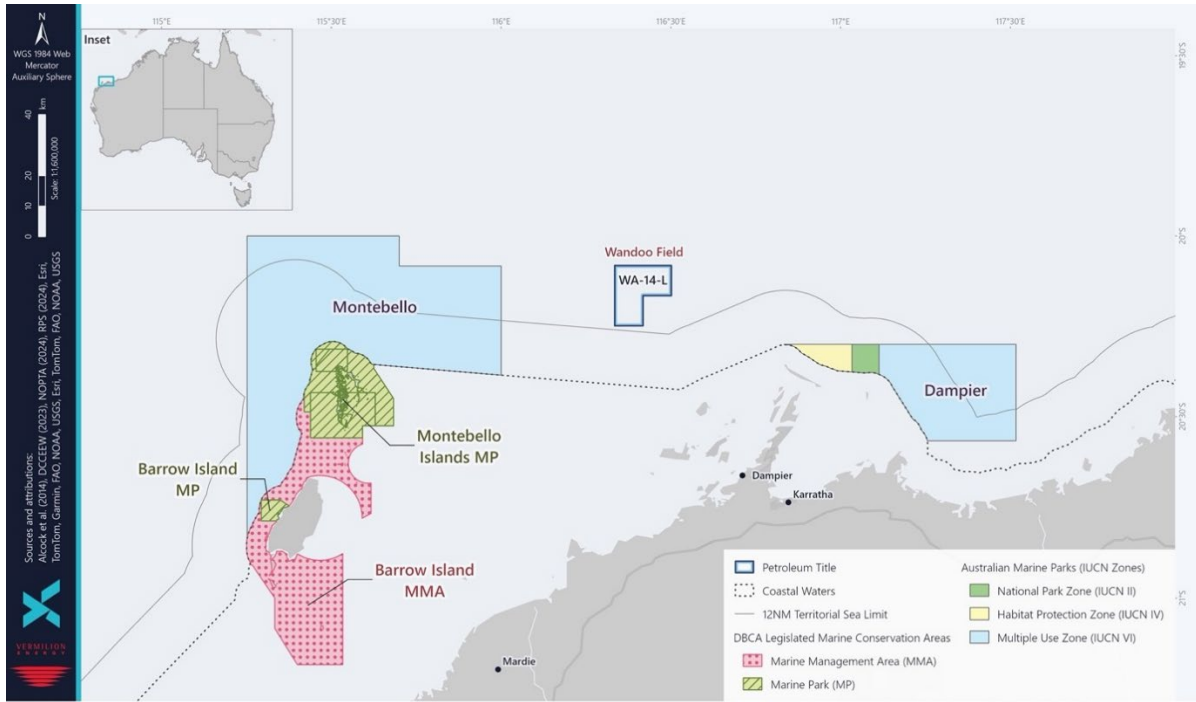 N
WGS 1984 Web
Mercator
Auxiliary Sphere
0 10 20 40 km
Scale: 1:1,600,000
Sources and attributions:
Alcock et al. (2014), DCCEEW (2023), NOPTA (2024), RPS (2024), Esri,
TomTom, Garmin, FAO, NOAA, USGS, Esri, TomTom, FAO, NOAA, USGS
VERMILION
ENERGY
115°E
115°30'E
116°E
116°30'E
117°E
117°30'E
19°30'S
20°S
20°30'S
21°S
Inset
Wandoo Field
WA-14-L
Montebello
Dampier
Montebello
Islands MP
Barrow Island
MP
Dampier
Karratha
Barrow Island
MMA
Mardie
Petroleum Title
Coastal Waters
12NM Territorial Sea Limit
DBCA Legislated Marine Conservation Areas
Marine Management Area (MMA)
Marine Park (MP)
Australian Marine Parks (IUCN Zones)
National Park Zone (IUCN II)
Habitat Protection Zone (IUCN IV)
Multiple Use Zone (IUCN VI)